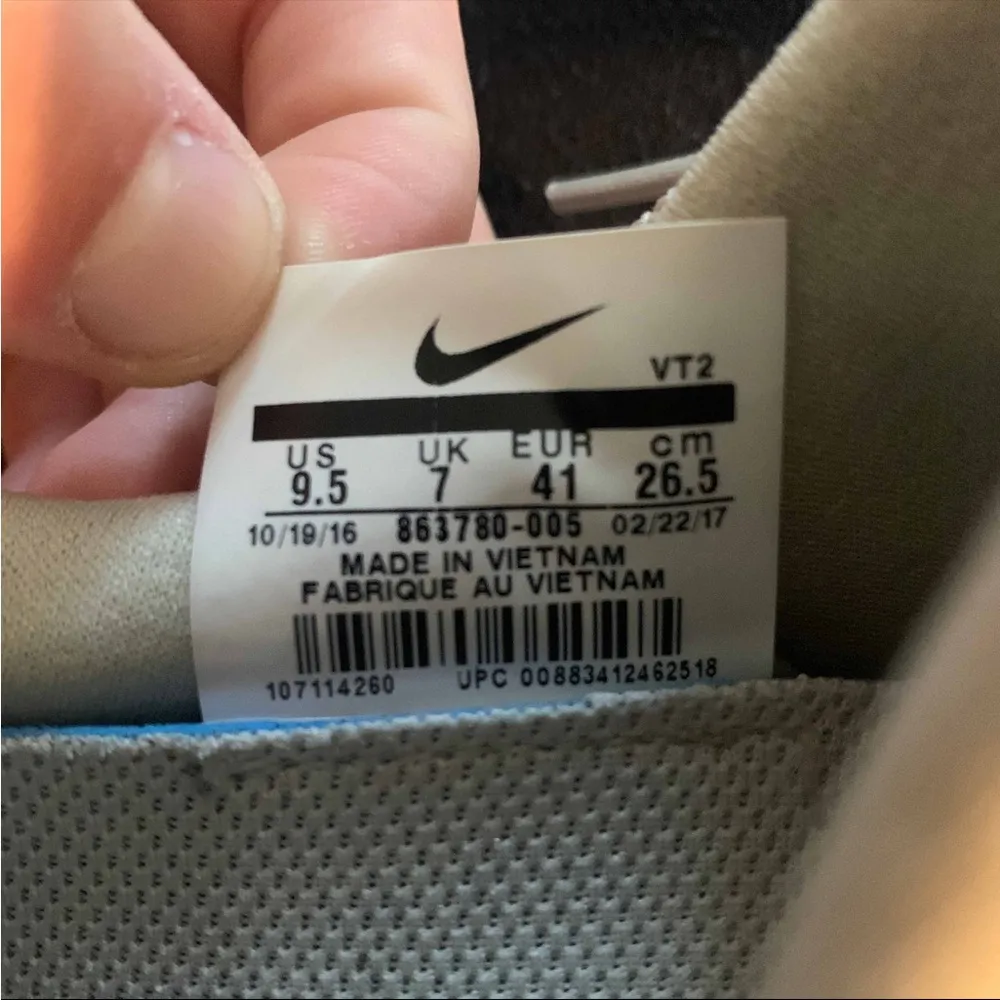 VT2
US UK EUR cm
9.5 7 41 26.5
10/19/16 863780-005 02/22/17
MADE IN VIETNAM
FABRIQUE AU VIETNAM
107114260 UPC 00883412462518